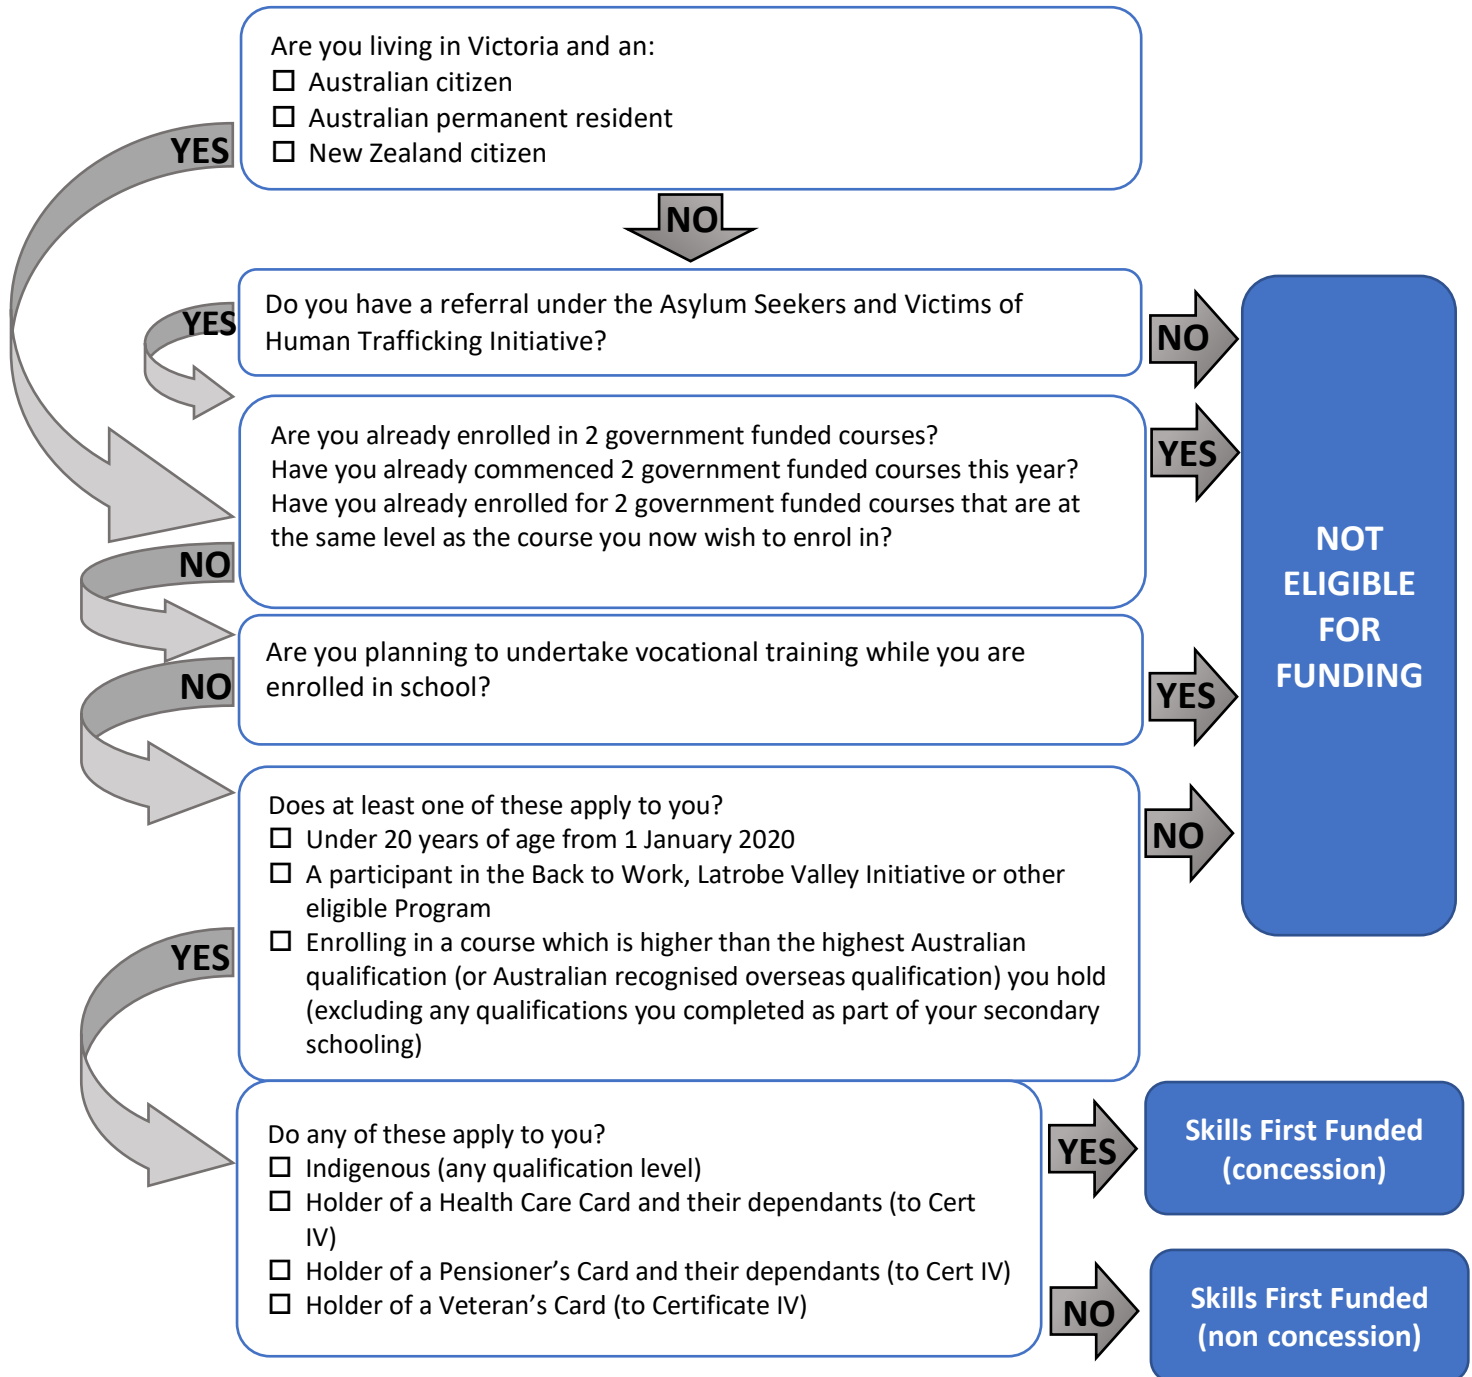 Are you living in Victoria and an:
☐ Australian citizen
☐ Australian permanent resident
☐ New Zealand citizen
YES
NO
Do you have a referral under the Asylum Seekers and Victims of
Human Trafficking Initiative?
YES
NO
Are you already enrolled in 2 government funded courses?
Have you already commenced 2 government funded courses this year?
Have you already enrolled for 2 government funded courses that are at
the same level as the course you now wish to enrol in?
YES
NO
NOT
ELIGIBLE
FOR
FUNDING
Are you planning to undertake vocational training while you are
enrolled in school?
NO
YES
Does at least one of these apply to you?
☐ Under 20 years of age from 1 January 2020
☐ A participant in the Back to Work, Latrobe Valley Initiative or other
eligible Program
☐ Enrolling in a course which is higher than the highest Australian
qualification (or Australian recognised overseas qualification) you hold
(excluding any qualifications you completed as part of your secondary
schooling)
NO
YES
Do any of these apply to you?
☐ Indigenous (any qualification level)
☐ Holder of a Health Care Card and their dependants (to Cert
IV)
☐ Holder of a Pensioner’s Card and their dependants (to Cert IV)
☐ Holder of a Veteran’s Card (to Certificate IV)
YES
Skills First Funded
(concession)
NO
Skills First Funded
(non concession)